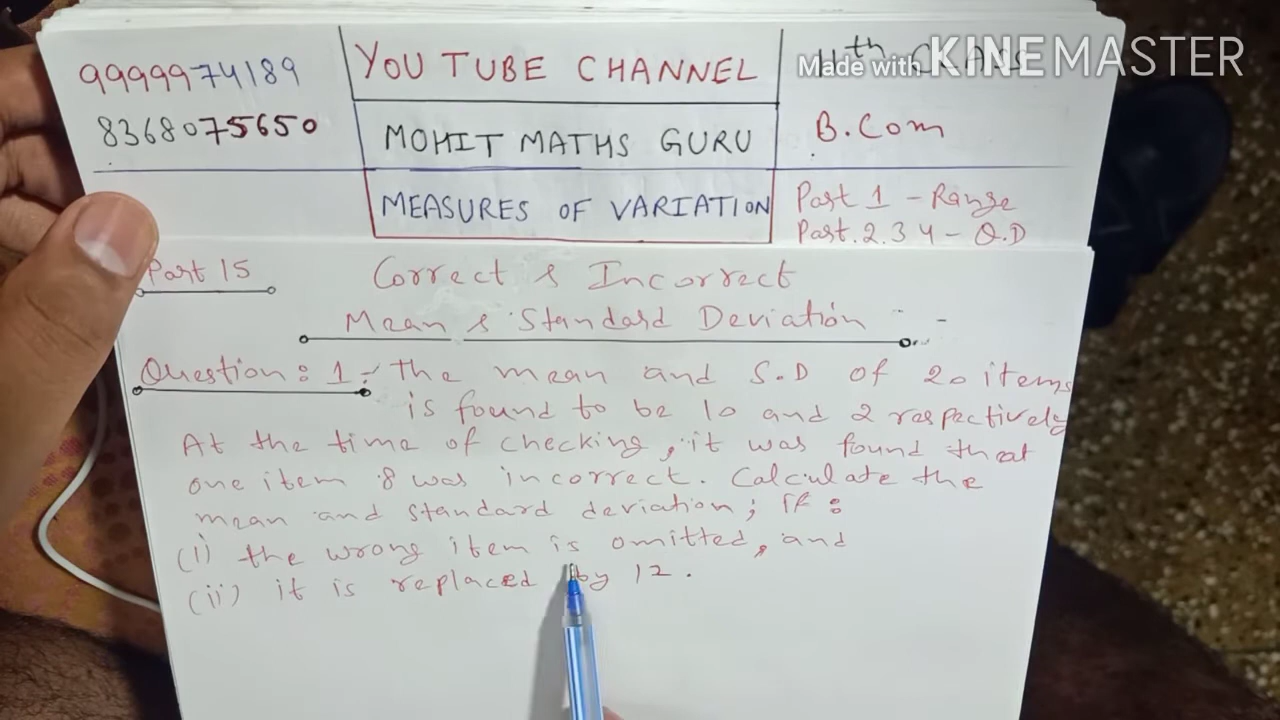 9999974189
8368075650
YOU TUBE CHANNEL
MOHIT MATHS GURU
MEASURES OF VARIATION
11th CLASS
Made with KINEMASTER
B.Com
Part 1 - Range
Part.2.3 4 - Q.D
Part 15
Correct & Incorrect
Mean & Standard Deviation
Question: 1:- The mean and S.D of 20 items
is found to be 10 and 2 respectively
At the time of checking, it was found that
one item 8 was incorrect. Calculate the
mean and standard deviation; If:
(i) the wrong item is omitted, and
(ii) it is replaced by 12.